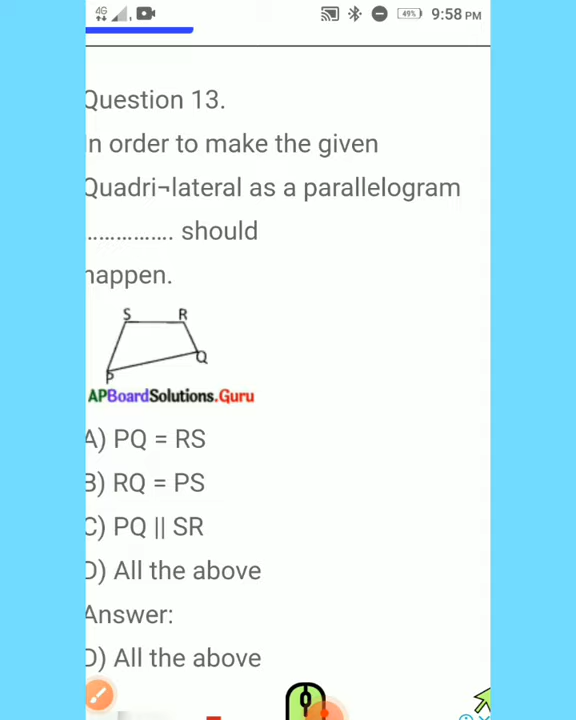 4G
49%
9:58 PM
Question 13.
n order to make the given
Quadri¬lateral as a parallelogram
................ should
happen.
S R
Q
P
APBoardSolutions.Guru
A) PQ = RS
B) RQ = PS
C) PQ || SR
D) All the above
Answer:
D) All the above